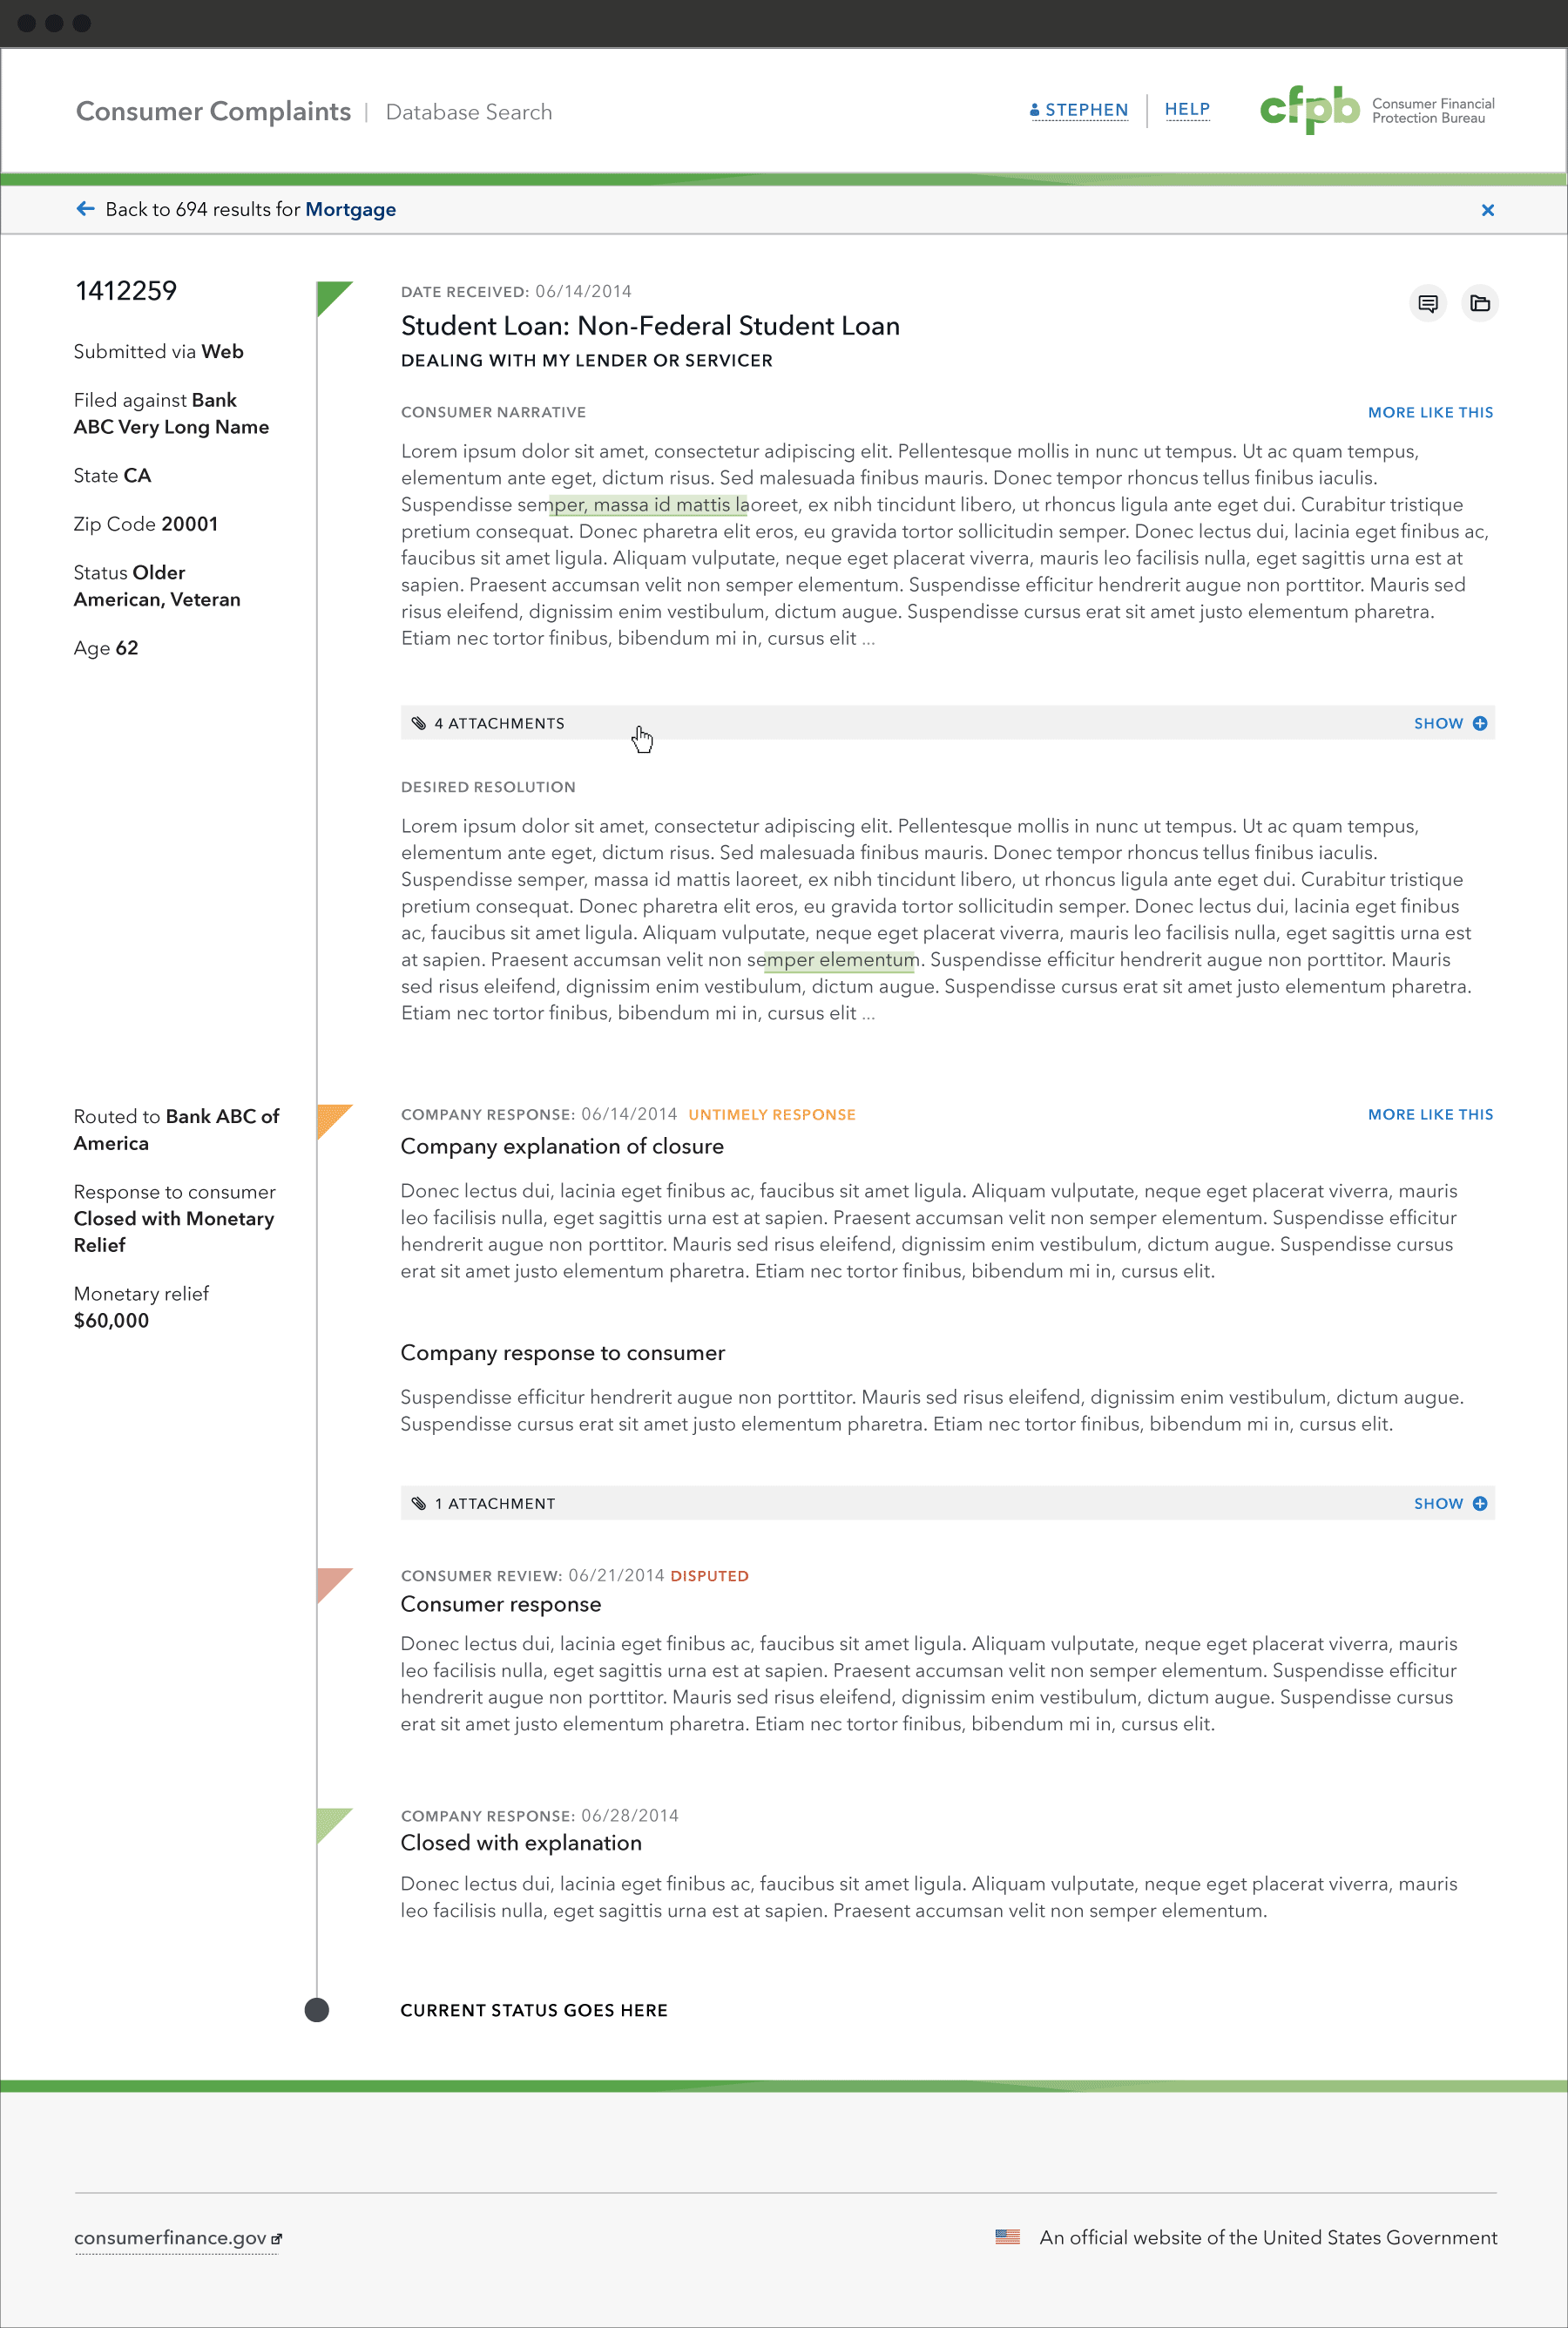 Consumer Complaints | Database Search
STEPHEN
HELP
cfpb
Consumer Financial
Protection Bureau
Back to 694 results for Mortgage
1412259
Submitted via Web
Filed against Bank
ABC Very Long Name
State CA
Zip Code 20001
Status Older
American, Veteran
Age 62
DATE RECEIVED: 06/14/2014
Student Loan: Non-Federal Student Loan
DEALING WITH MY LENDER OR SERVICER
CONSUMER NARRATIVE
MORE LIKE THIS
Lorem ipsum dolor sit amet, consectetur adipiscing elit. Pellentesque mollis in nunc ut tempus. Ut ac quam tempus,
elementum ante eget, dictum risus. Sed malesuada finibus mauris. Donec tempor rhoncus tellus finibus iaculis.
Suspendisse semper, massa id mattis laoreet, ex nibh tincidunt libero, ut rhoncus ligula ante eget dui. Curabitur tristique
pretium consequat. Donec pharetra elit eros, eu gravida tortor sollicitudin semper. Donec lectus dui, lacinia eget finibus ac,
faucibus sit amet ligula. Aliquam vulputate, neque eget placerat viverra, mauris leo facilisis nulla, eget sagittis urna est at
sapien. Praesent accumsan velit non semper elementum. Suspendisse efficitur hendrerit augue non porttitor. Mauris sed
risus eleifend, dignissim enim vestibulum, dictum augue. Suspendisse cursus erat sit amet justo elementum pharetra.
Etiam nec tortor finibus, bibendum mi in, cursus elit ...
4 ATTACHMENTS
SHOW
DESIRED RESOLUTION
Lorem ipsum dolor sit amet, consectetur adipiscing elit. Pellentesque mollis in nunc ut tempus. Ut ac quam tempus,
elementum ante eget, dictum risus. Sed malesuada finibus mauris. Donec tempor rhoncus tellus finibus iaculis.
Suspendisse semper, massa id mattis laoreet, ex nibh tincidunt libero, ut rhoncus ligula ante eget dui. Curabitur tristique
pretium consequat. Donec pharetra elit eros, eu gravida tortor sollicitudin semper. Donec lectus dui, lacinia eget finibus
ac, faucibus sit amet ligula. Aliquam vulputate, neque eget placerat viverra, mauris leo facilisis nulla, eget sagittis urna est
at sapien. Praesent accumsan velit non semper elementum. Suspendisse efficitur hendrerit augue non porttitor. Mauris
sed risus eleifend, dignissim enim vestibulum, dictum augue. Suspendisse cursus erat sit amet justo elementum pharetra.
Etiam nec tortor finibus, bibendum mi in, cursus elit ...
Routed to Bank ABC of
America
Response to consumer
Closed with Monetary
Relief
Monetary relief
$60,000
COMPANY RESPONSE: 06/14/2014 UNTIMELY RESPONSE
MORE LIKE THIS
Company explanation of closure
Donec lectus dui, lacinia eget finibus ac, faucibus sit amet ligula. Aliquam vulputate, neque eget placerat viverra, mauris
leo facilisis nulla, eget sagittis urna est at sapien. Praesent accumsan velit non semper elementum. Suspendisse efficitur
hendrerit augue non porttitor. Mauris sed risus eleifend, dignissim enim vestibulum, dictum augue. Suspendisse cursus
erat sit amet justo elementum pharetra. Etiam nec tortor finibus, bibendum mi in, cursus elit.
Company response to consumer
Suspendisse efficitur hendrerit augue non porttitor. Mauris sed risus eleifend, dignissim enim vestibulum, dictum augue.
Suspendisse cursus erat sit amet justo elementum pharetra. Etiam nec tortor finibus, bibendum mi in, cursus elit.
1 ATTACHMENT
SHOW
CONSUMER REVIEW: 06/21/2014 DISPUTED
Consumer response
Donec lectus dui, lacinia eget finibus ac, faucibus sit amet ligula. Aliquam vulputate, neque eget placerat viverra, mauris
leo facilisis nulla, eget sagittis urna est at sapien. Praesent accumsan velit non semper elementum. Suspendisse efficitur
hendrerit augue non porttitor. Mauris sed risus eleifend, dignissim enim vestibulum, dictum augue. Suspendisse cursus
erat sit amet justo elementum pharetra. Etiam nec tortor finibus, bibendum mi in, cursus elit.
COMPANY RESPONSE: 06/28/2014
Closed with explanation
Donec lectus dui, lacinia eget finibus ac, faucibus sit amet ligula. Aliquam vulputate, neque eget placerat viverra, mauris
leo facilisis nulla, eget sagittis urna est at sapien. Praesent accumsan velit non semper elementum.
CURRENT STATUS GOES HERE
consumerfinance.gov
An official website of the United States Government